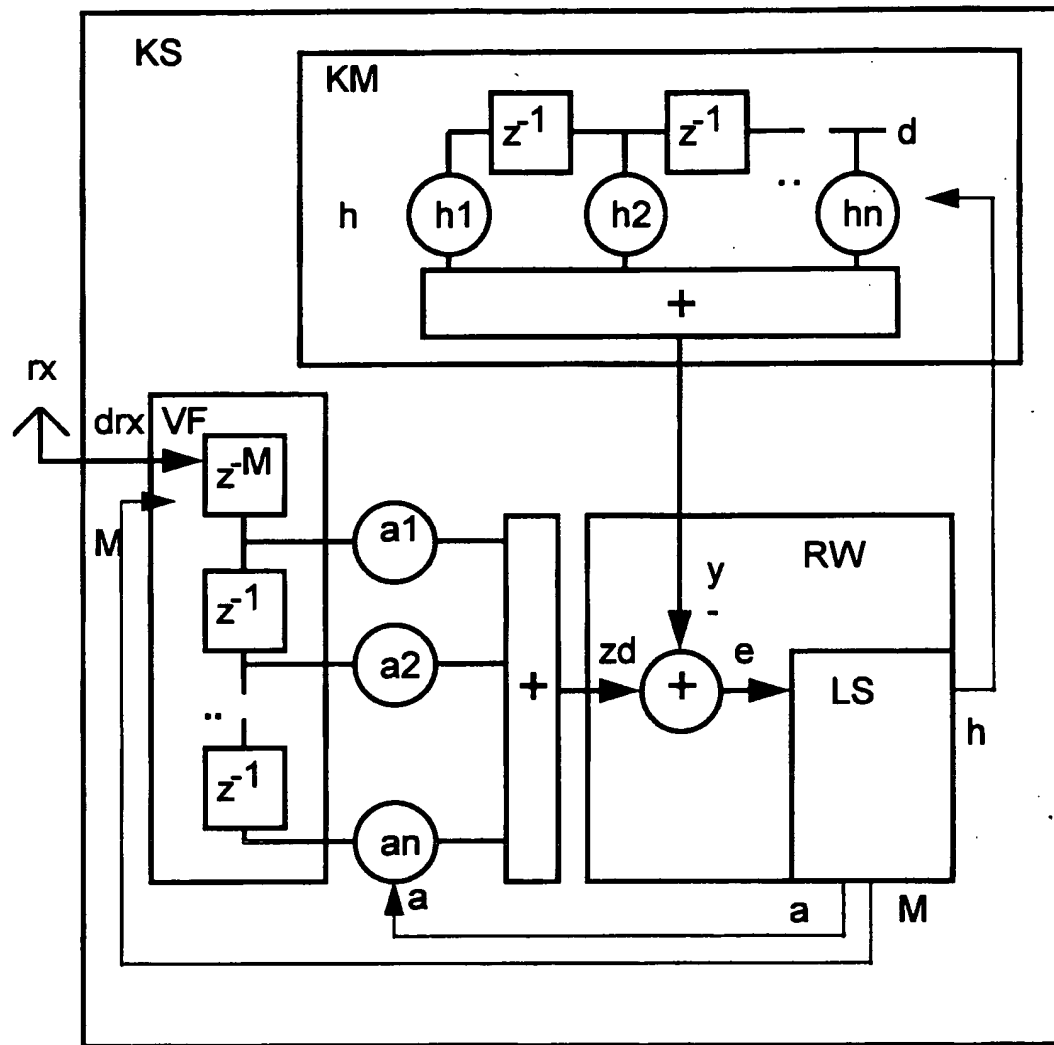 KS
KM
z-1 z-1 d
..
h h1 h2 hn
+
rx
drx VF
z-M
M
a1
RW
z-1
y
-
a2
zd + e
+
LS
..
h
z-1
an
a
a M